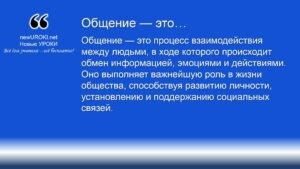 newUROKI.net
Новые УРОКИ
Всё для учителя – всё бесплатно!
Общение — это…
Общение — это процесс взаимодействия
между людьми, в ходе которого происходит
обмен информацией, эмоциями и действиями.
Оно выполняет важнейшую роль в жизни
общества, способствуя развитию личности,
установлению и поддержанию социальных
связей.